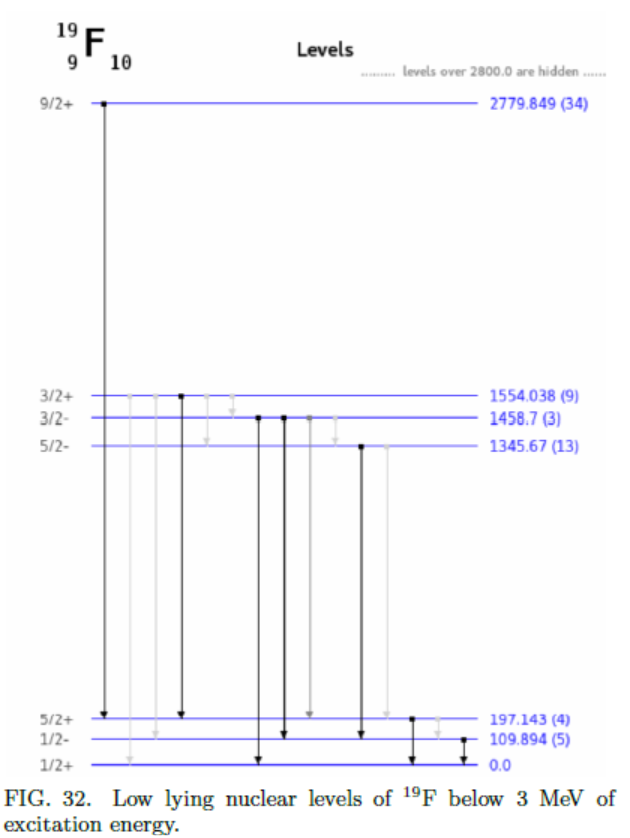 19
F
9 10
Levels
......... levels over 2800.0 are hidden ......
9/2+ 2779.849 (34)
3/2+ 1554.038 (9)
3/2- 1458.7 (3)
5/2- 1345.67 (13)
5/2+ 197.143 (4)
1/2- 109.894 (5)
1/2+ 0.0
FIG. 32. Low lying nuclear levels of ¹⁹F below 3 MeV of
excitation energy.